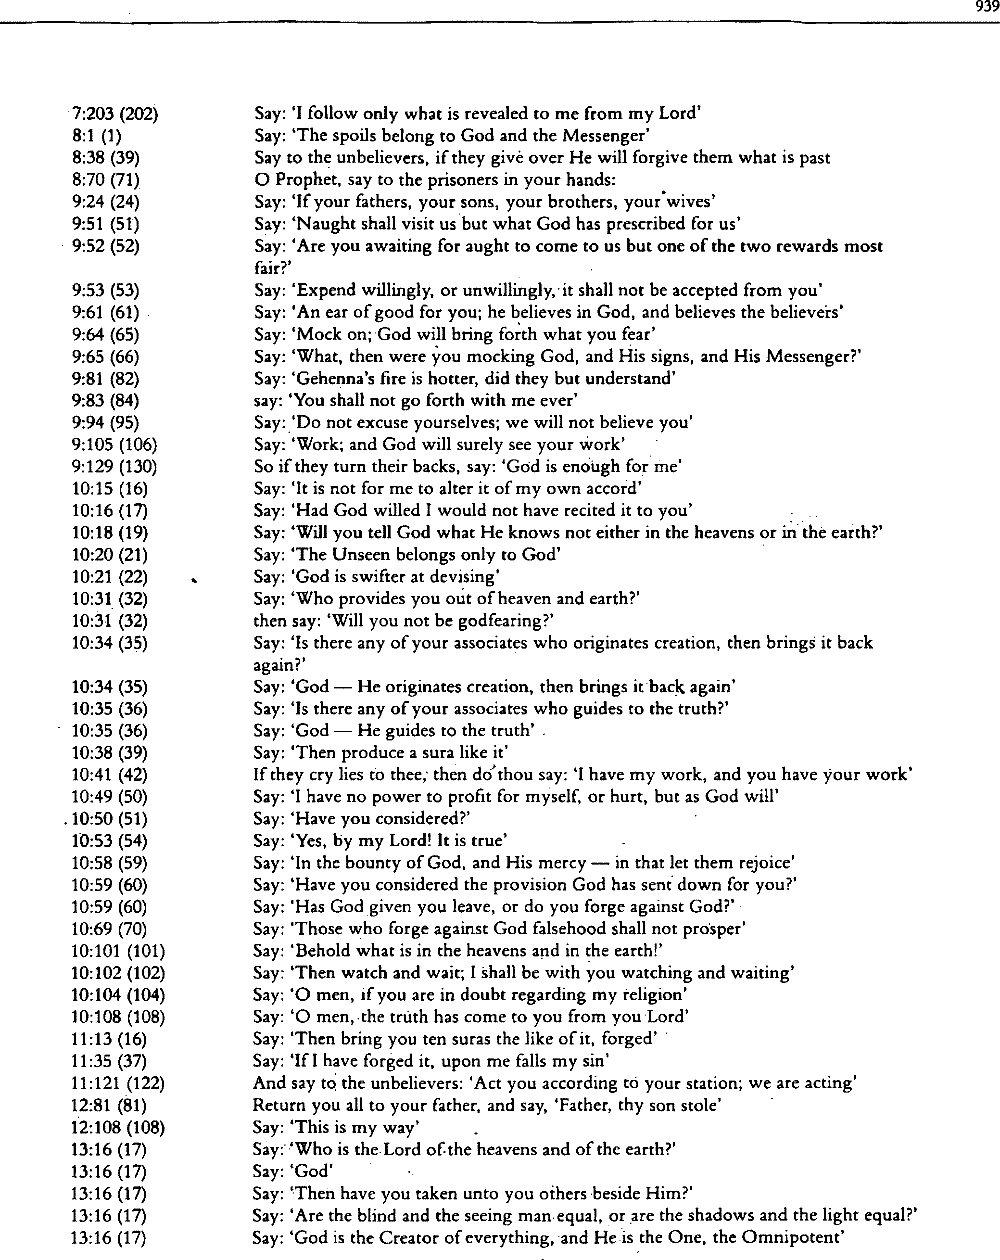 939
7:203 (202) Say: ‘I follow only what is revealed to me from my Lord’
8:1 (1) Say: ‘The spoils belong to God and the Messenger’
8:38 (39) Say to the unbelievers, if they give over He will forgive them what is past
8:70 (71) O Prophet, say to the prisoners in your hands:
9:24 (24) Say: ‘If your fathers, your sons, your brothers, your wives’
9:51 (51) Say: ‘Naught shall visit us but what God has prescribed for us’
9:52 (52) Say: ‘Are you awaiting for aught to come to us but one of the two rewards most
fair?’
9:53 (53) Say: ‘Expend willingly, or unwillingly, it shall not be accepted from you’
9:61 (61) Say: ‘An ear of good for you; he believes in God, and believes the believers’
9:64 (65) Say: ‘Mock on; God will bring forth what you fear’
9:65 (66) Say: ‘What, then were you mocking God, and His signs, and His Messenger?’
9:81 (82) Say: ‘Gehenna’s fire is hotter, did they but understand’
9:83 (84) say: ‘You shall not go forth with me ever’
9:94 (95) Say: ‘Do not excuse yourselves; we will not believe you’
9:105 (106) Say: ‘Work; and God will surely see your work’
9:129 (130) So if they turn their backs, say: ‘God is enough for me’
10:15 (16) Say: ‘It is not for me to alter it of my own accord’
10:16 (17) Say: ‘Had God willed I would not have recited it to you’
10:18 (19) Say: ‘Will you tell God what He knows not either in the heavens or in the earth?’
10:20 (21) Say: ‘The Unseen belongs only to God’
10:21 (22) Say: ‘God is swifter at devising’
10:31 (32) Say: ‘Who provides you out of heaven and earth?’
10:31 (32) then say: ‘Will you not be godfearing?’
10:34 (35) Say: ‘Is there any of your associates who originates creation, then brings it back
again?’
10:34 (35) Say: ‘God — He originates creation, then brings it back again’
10:35 (36) Say: ‘Is there any of your associates who guides to the truth?’
10:35 (36) Say: ‘God — He guides to the truth’
10:38 (39) Say: ‘Then produce a sura like it’
10:41 (42) If they cry lies to thee, then do thou say: ‘I have my work, and you have your work’
10:49 (50) Say: ‘I have no power to profit for myself, or hurt, but as God will’
10:50 (51) Say: ‘Have you considered?’
10:53 (54) Say: ‘Yes, by my Lord! It is true’
10:58 (59) Say: ‘In the bounty of God, and His mercy — in that let them rejoice’
10:59 (60) Say: ‘Have you considered the provision God has sent down for you?’
10:59 (60) Say: ‘Has God given you leave, or do you forge against God?’
10:69 (70) Say: ‘Those who forge against God falsehood shall not prosper’
10:101 (101) Say: ‘Behold what is in the heavens and in the earth!’
10:102 (102) Say: ‘Then watch and wait; I shall be with you watching and waiting’
10:104 (104) Say: ‘O men, if you are in doubt regarding my religion’
10:108 (108) Say: ‘O men, the truth has come to you from you Lord’
11:13 (16) Say: ‘Then bring you ten suras the like of it, forged’
11:35 (37) Say: ‘If I have forged it, upon me falls my sin’
11:121 (122) And say to the unbelievers: ‘Act you according to your station; we are acting’
12:81 (81) Return you all to your father, and say, ‘Father, thy son stole’
12:108 (108) Say: ‘This is my way’
13:16 (17) Say: ‘Who is the Lord of the heavens and of the earth?’
13:16 (17) Say: ‘God’
13:16 (17) Say: ‘Then have you taken unto you others beside Him?’
13:16 (17) Say: ‘Are the blind and the seeing man equal, or are the shadows and the light equal?’
13:16 (17) Say: ‘God is the Creator of everything, and He is the One, the Omnipotent’